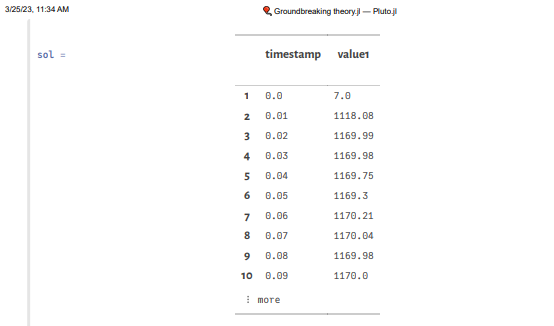 3/25/23, 11:34 AM
🎈 Groundbreaking theory.jl — Pluto.jl
sol =
timestamp value1
1 0.0 7.0
2 0.01 1118.08
3 0.02 1169.99
4 0.03 1169.98
5 0.04 1169.75
6 0.05 1169.3
7 0.06 1170.21
8 0.07 1170.04
9 0.08 1169.98
10 0.09 1170.0
⋮ more